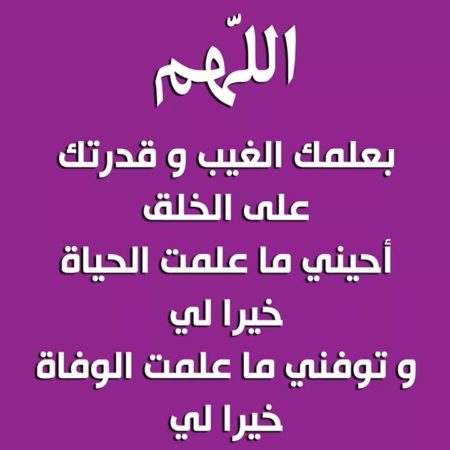 اللّهم
بعلمك الغيب و قدرتك
على الخلق
أحيني ما علمت الحياة
خيرا لي
و توفني ما علمت الوفاة
خيرا لي